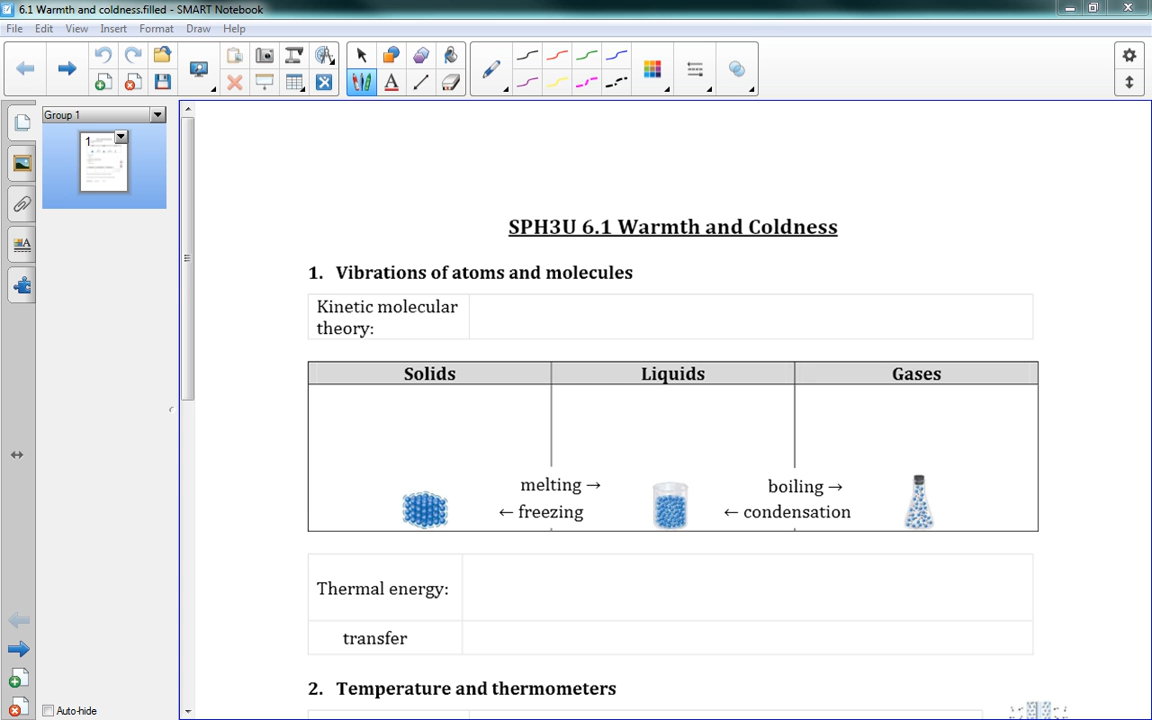 6.1 Warmth and coldness.filled - SMART Notebook
File Edit View Insert Format Draw Help
Group 1
1
SPH3U 6.1 Warmth and Coldness
1. Vibrations of atoms and molecules
Kinetic molecular
theory:
Solids Liquids Gases
melting → boiling →
← freezing ← condensation
Thermal energy:
transfer
2. Temperature and thermometers
Auto-hide